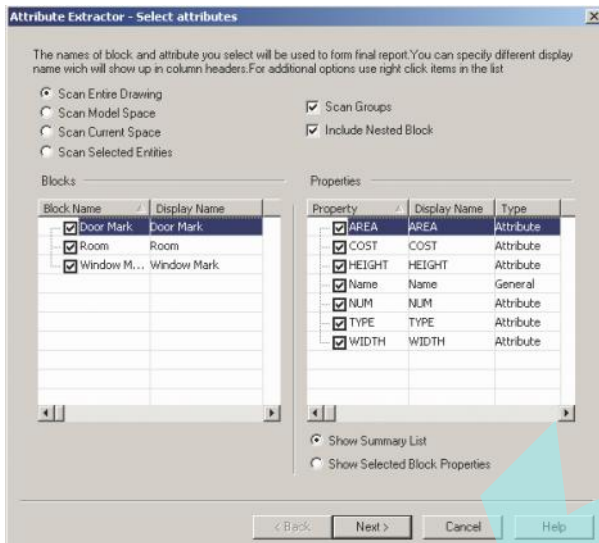 Attribute Extractor - Select attributes
The names of block and attribute you select will be used to form final report.You can specify different display
name wich will show up in column headers.For additional options use right click items in the list
Scan Entire Drawing
Scan Model Space
Scan Current Space
Scan Selected Entities
Scan Groups
Include Nested Block
Blocks
Block Name Display Name
Door Mark Door Mark
Room Room
Window M... Window Mark
Properties
Property Display Name Type
AREA AREA Attribute
COST COST Attribute
HEIGHT HEIGHT Attribute
Name Name General
NUM NUM Attribute
TYPE TYPE Attribute
WIDTH WIDTH Attribute
Show Summary List
Show Selected Block Properties
< Back Next > Cancel Help